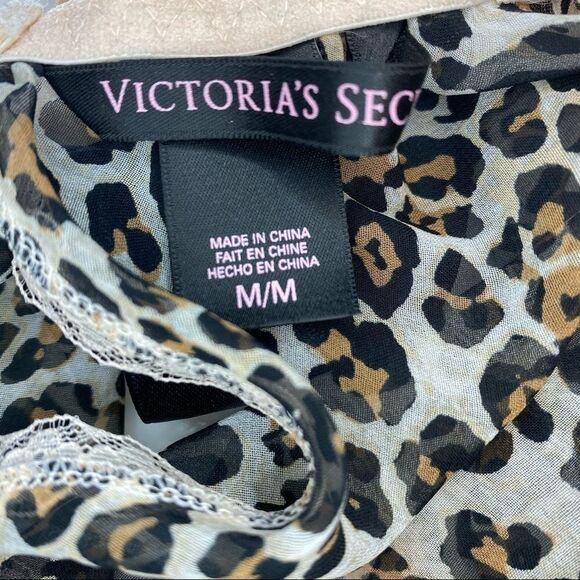 VICTORIA'S SEC
MADE IN CHINA
FAIT EN CHINE
HECHO EN CHINA
M/M